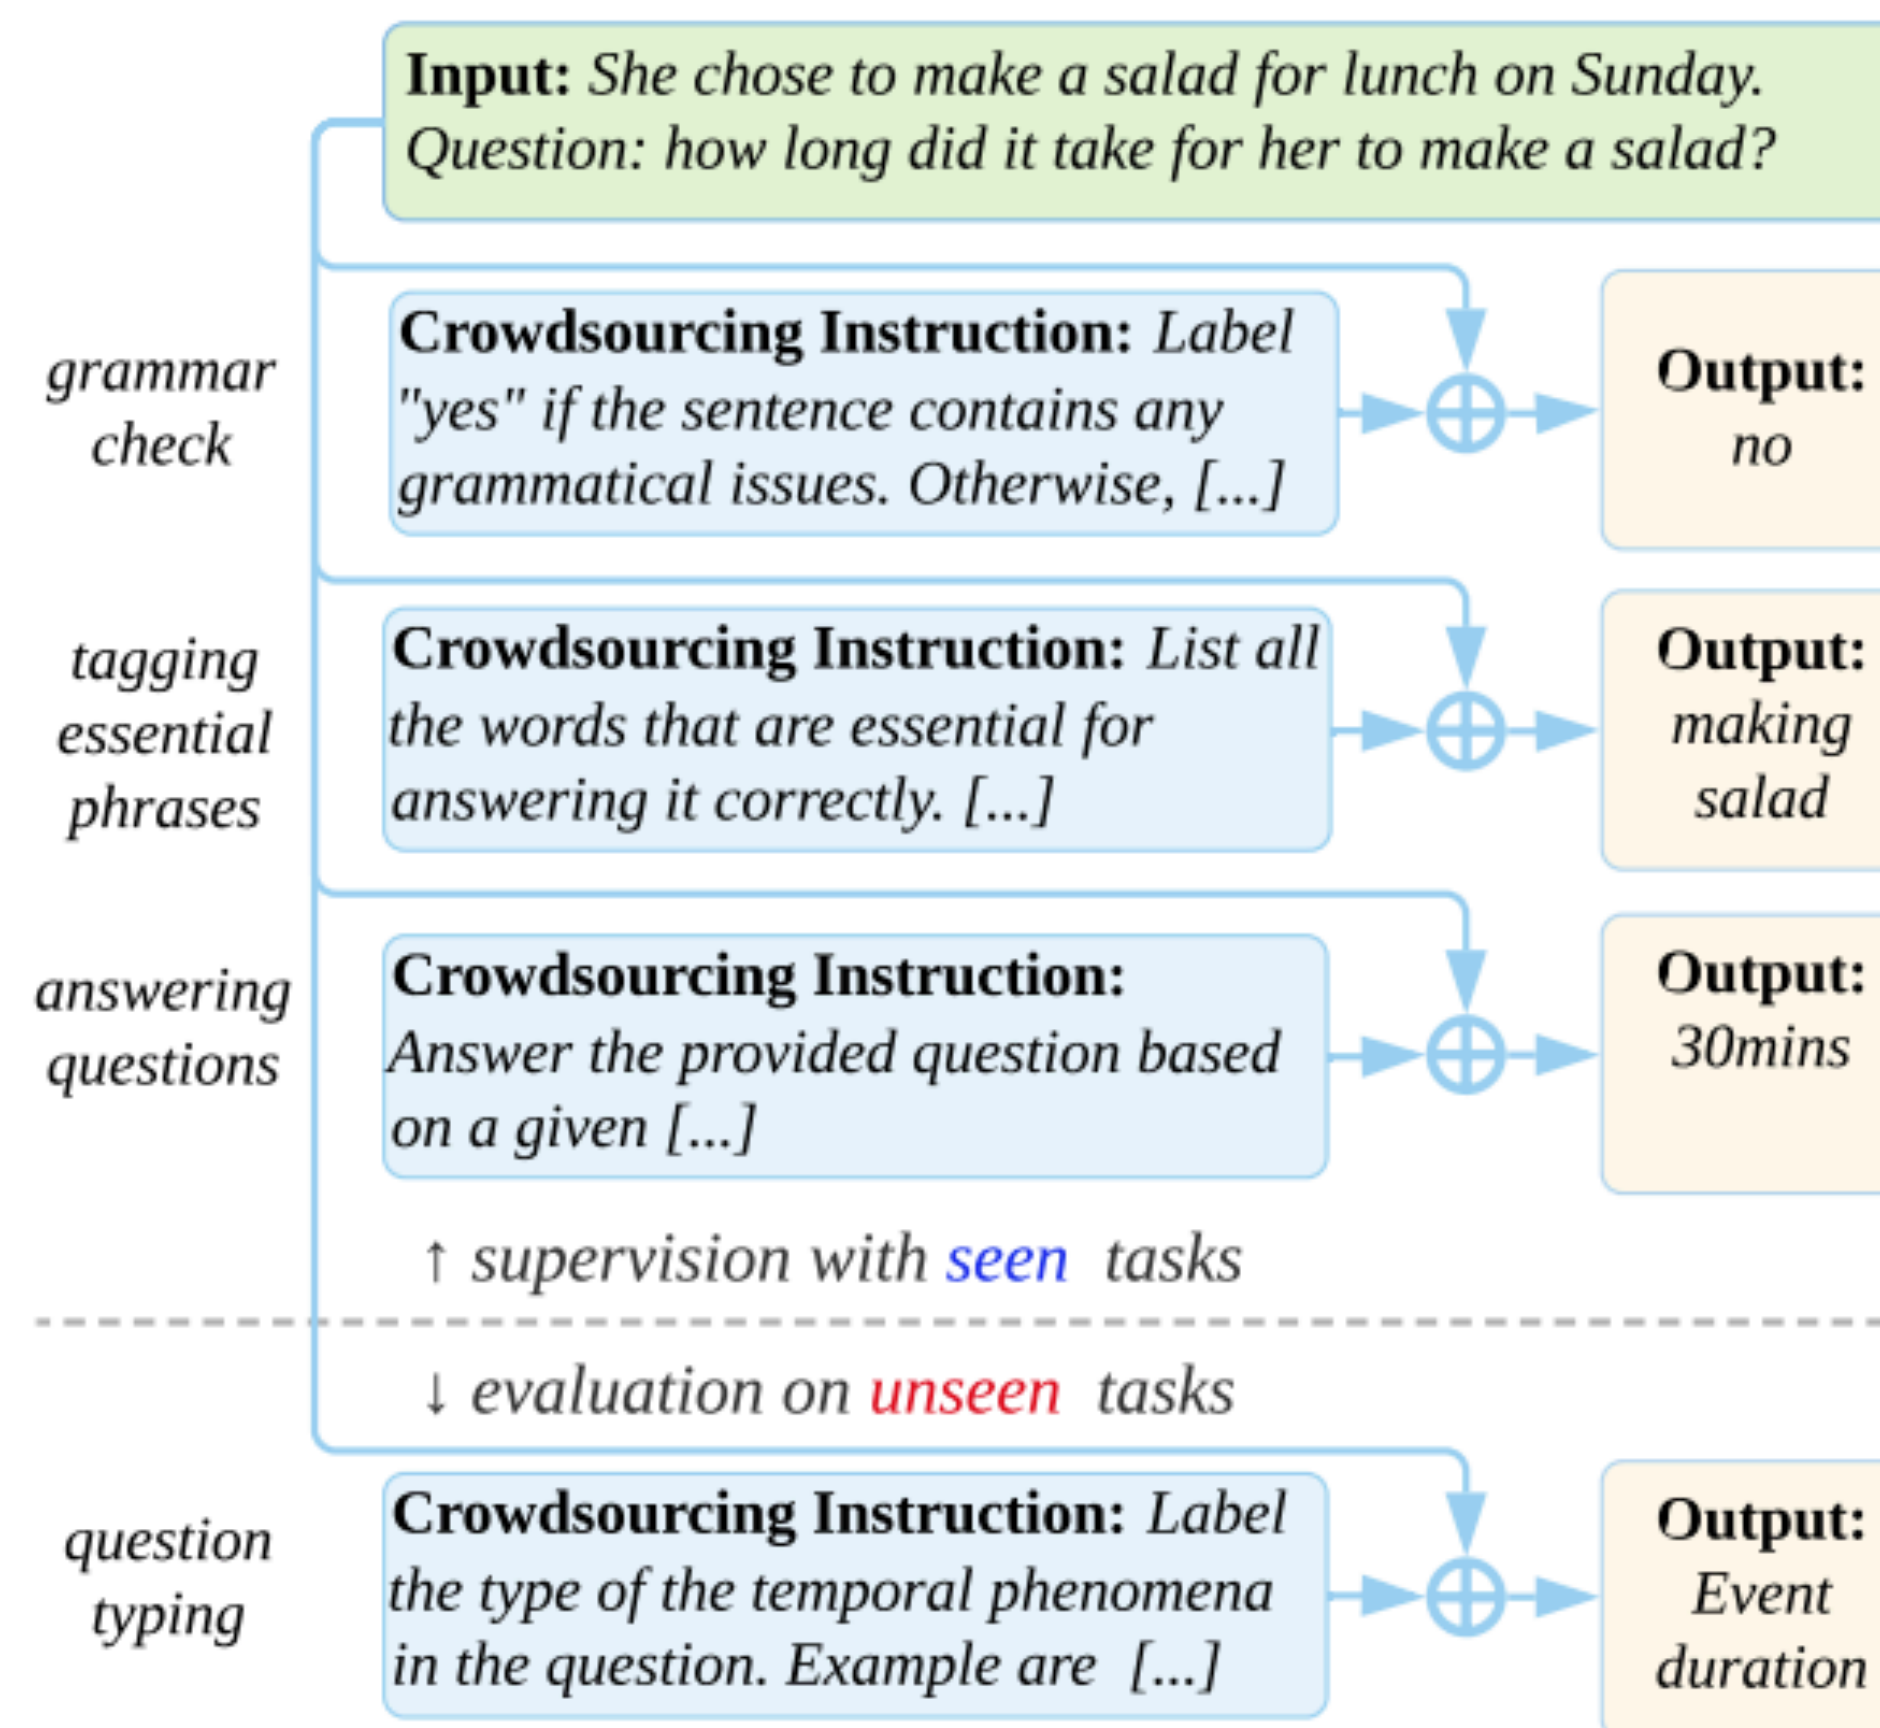 Input: She chose to make a salad for lunch on Sunday.
Question: how long did it take for her to make a salad?
grammar
check
Crowdsourcing Instruction: Label
"yes" if the sentence contains any
grammatical issues. Otherwise, [...]
Output:
no
tagging
essential
phrases
Crowdsourcing Instruction: List all
the words that are essential for
answering it correctly. [...]
Output:
making
salad
answering
questions
Crowdsourcing Instruction:
Answer the provided question based
on a given [...]
Output:
30mins
↑ supervision with seen tasks
↓ evaluation on unseen tasks
question
typing
Crowdsourcing Instruction: Label
the type of the temporal phenomena
in the question. Example are [...]
Output:
Event
duration